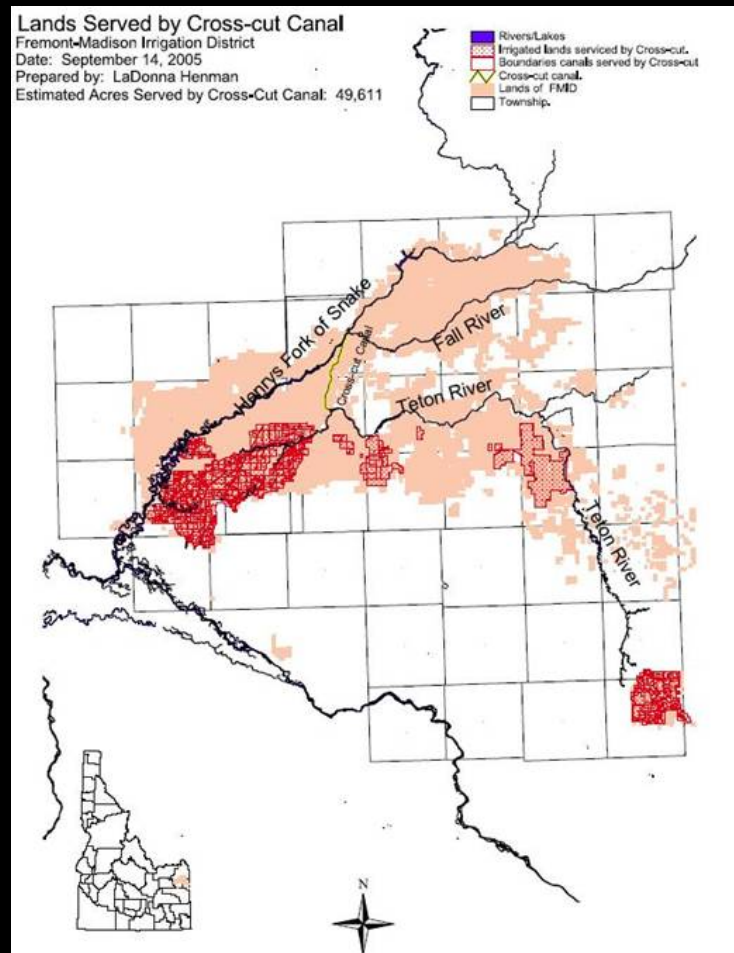 Lands Served by Cross-cut Canal
Fremont-Madison Irrigation District
Date: September 14, 2005
Prepared by: LaDonna Henman
Estimated Acres Served by Cross-Cut Canal: 49,611
Rivers/Lakes
Irrigated lands serviced by Cross-cut.
Boundaries canals served by Cross-cut
Cross-cut canal.
Lands of FMID
Township.
Henrys Fork of Snake
Fall River
Cross-cut Canal
Teton River
Teton River
N